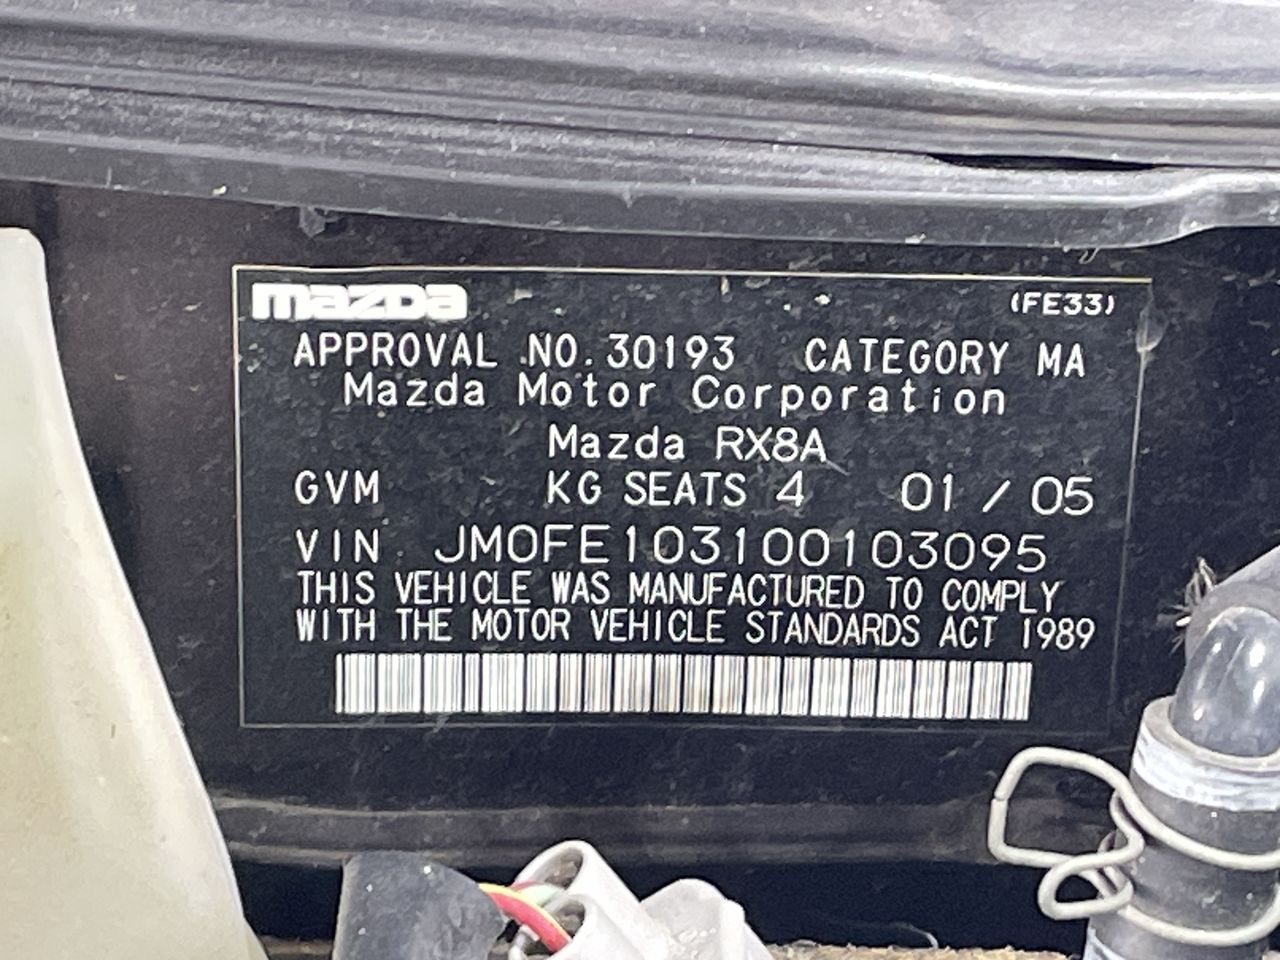 mazda (FE33)
APPROVAL NO. 30193 CATEGORY MA
Mazda Motor Corporation
Mazda RX8A
GVM KG SEATS 4 01 / 05
VIN JM0FE103100103095
THIS VEHICLE WAS MANUFACTURED TO COMPLY
WITH THE MOTOR VEHICLE STANDARDS ACT 1989